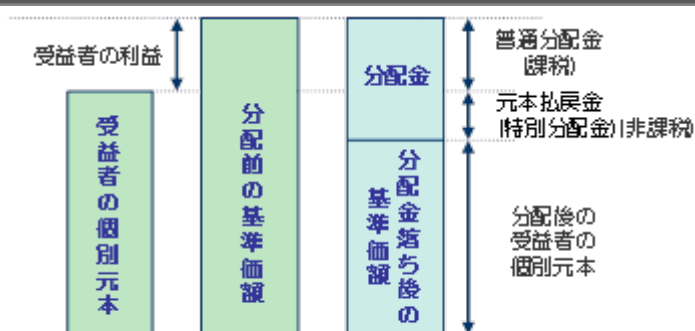 受益者の利益
受益者の個別元本
分配前の基準価額
分配金
分配金落ち後の
基準価額
普通分配金
(課税)
元本払戻金
(特別分配金)(非課税)
分配後の
受益者の
個別元本